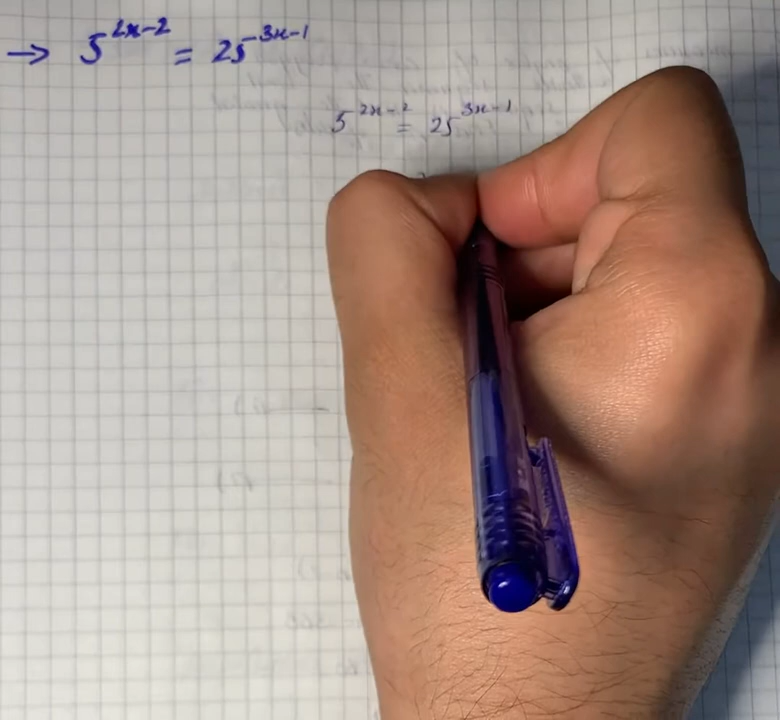 → 5^{2x-2} = 25^{-3x-1}
5^{2x-2} = 25^{3x-1}